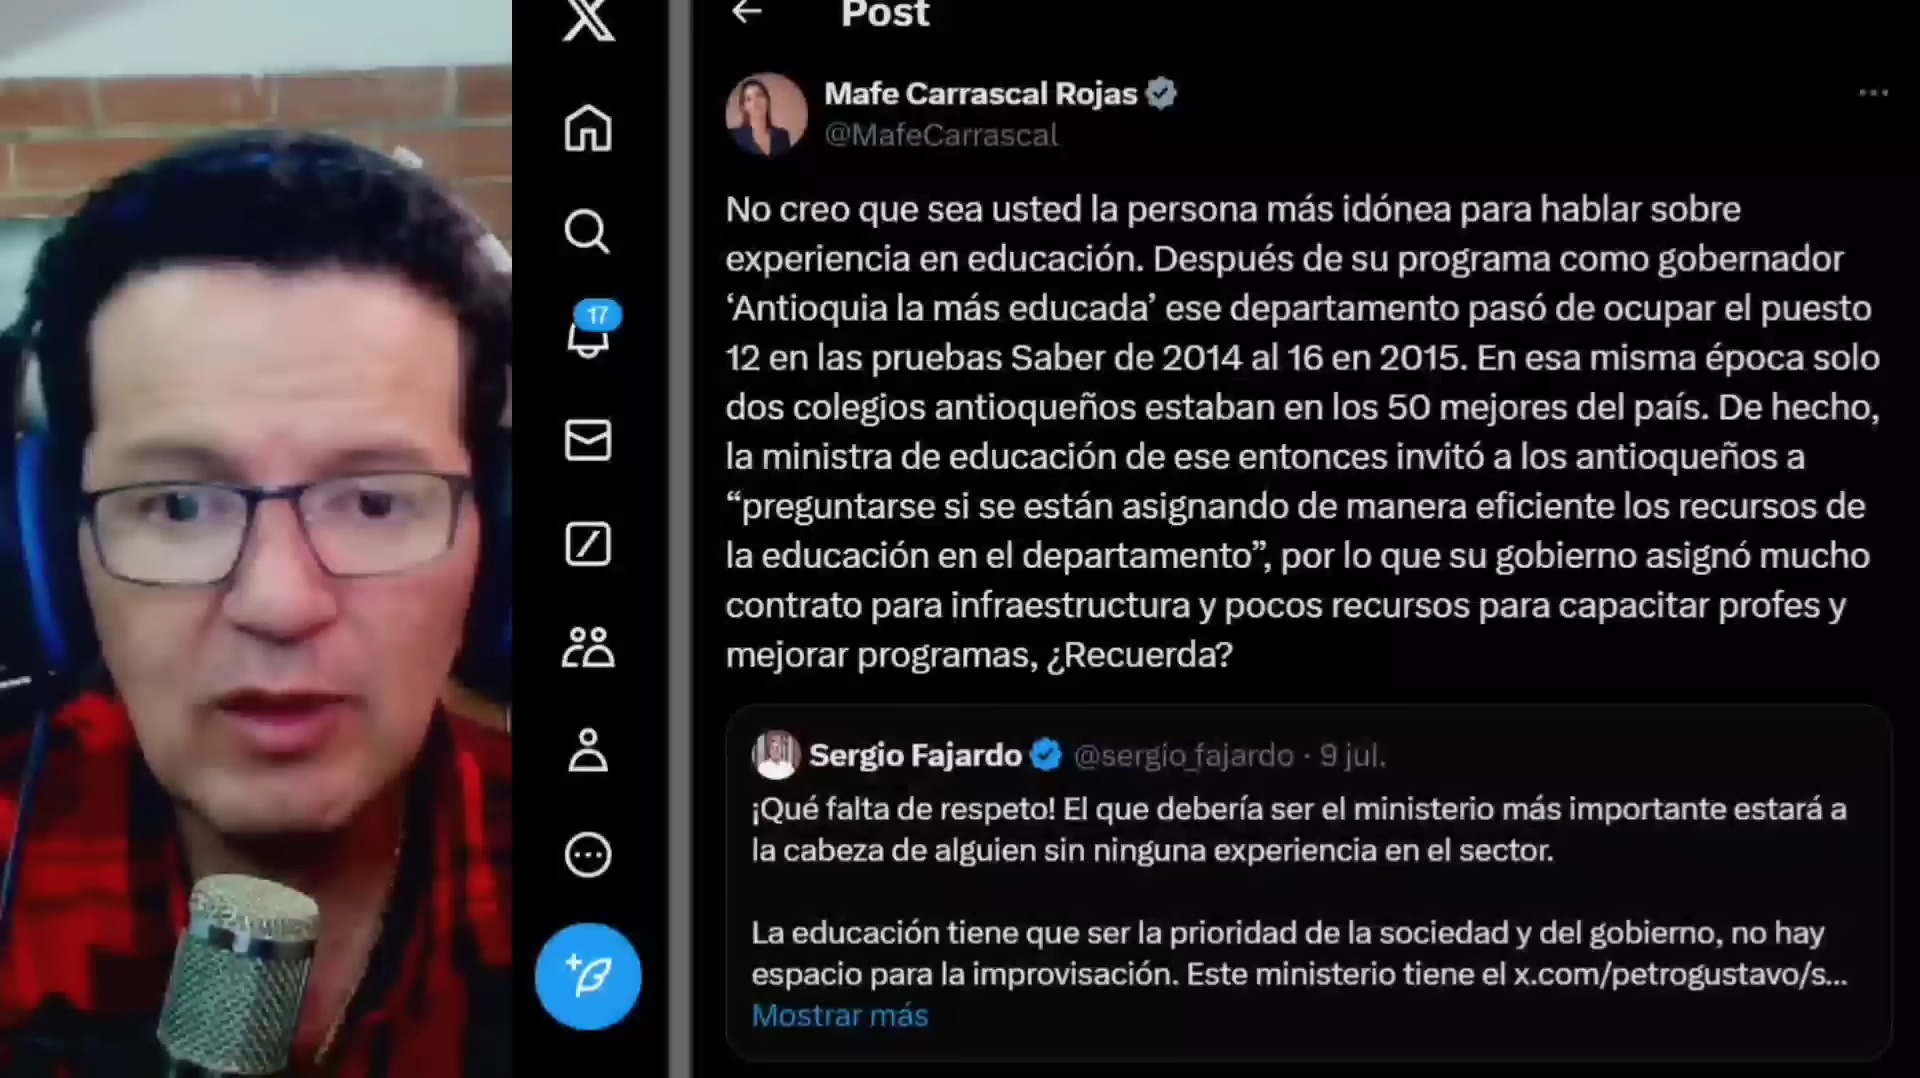 Post
Mafe Carrascal Rojas
@MafeCarrascal
No creo que sea usted la persona más idónea para hablar sobre
experiencia en educación. Después de su programa como gobernador
‘Antioquia la más educada’ ese departamento pasó de ocupar el puesto
12 en las pruebas Saber de 2014 al 16 en 2015. En esa misma época solo
dos colegios antioqueños estaban en los 50 mejores del país. De hecho,
la ministra de educación de ese entonces invitó a los antioqueños a
“preguntarse si se están asignando de manera eficiente los recursos de
la educación en el departamento”, por lo que su gobierno asignó mucho
contrato para infraestructura y pocos recursos para capacitar profes y
mejorar programas, ¿Recuerda?
17
Sergio Fajardo @sergio_fajardo · 9 jul.
¡Qué falta de respeto! El que debería ser el ministerio más importante estará a
la cabeza de alguien sin ninguna experiencia en el sector.
La educación tiene que ser la prioridad de la sociedad y del gobierno, no hay
espacio para la improvisación. Este ministerio tiene el x.com/petrogustavo/s...
Mostrar más